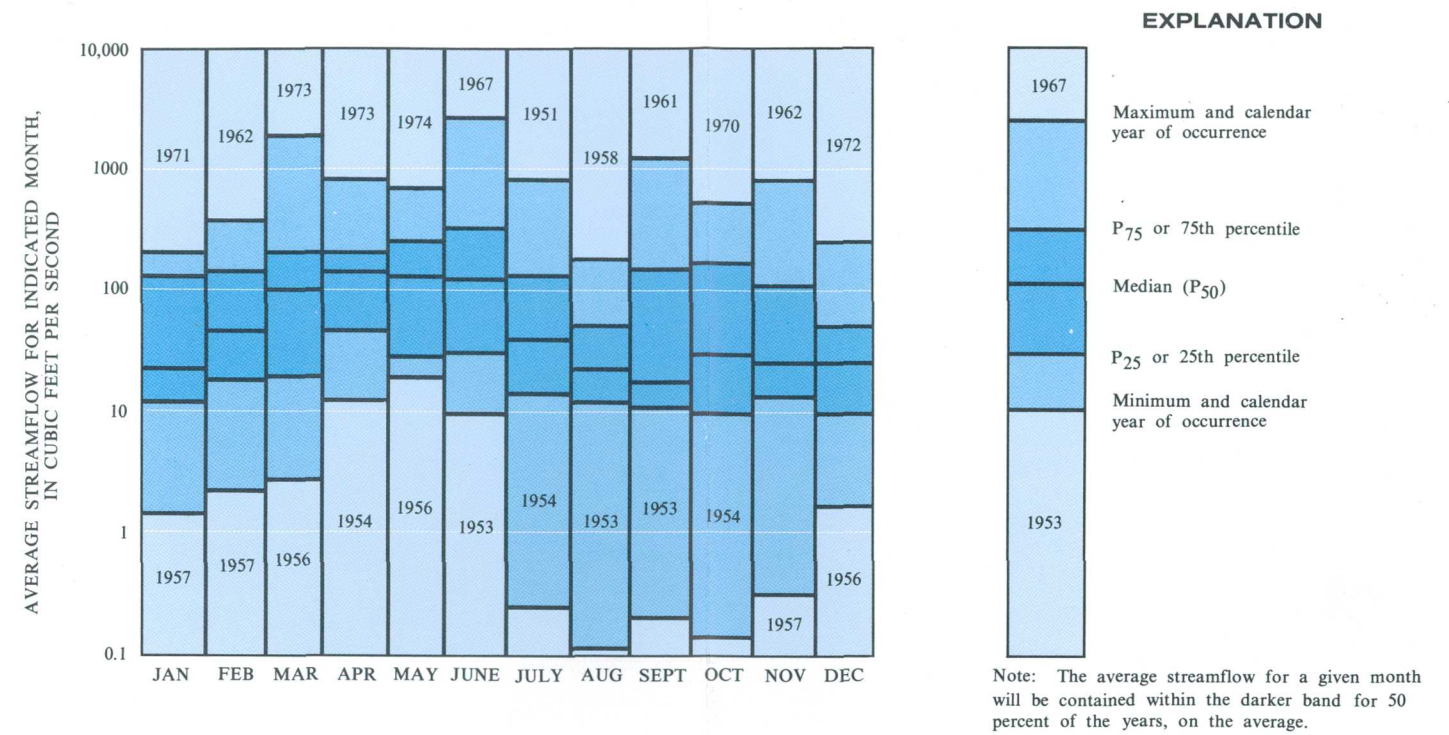 EXPLANATION
AVERAGE STREAMFLOW FOR INDICATED MONTH,
IN CUBIC FEET PER SECOND
10,000
1000
100
10
1
0.1
1971
1962
1973
1973
1974
1967
1951
1958
1961
1970
1962
1972
1957
1957
1956
1954
1956
1953
1954
1953
1953
1954
1957
1956
JAN
FEB
MAR
APR
MAY
JUNE
JULY
AUG
SEPT
OCT
NOV
DEC
1967
Maximum and calendar
year of occurrence
P75 or 75th percentile
Median (P50)
P25 or 25th percentile
Minimum and calendar
year of occurrence
1953
Note: The average streamflow for a given month
will be contained within the darker band for 50
percent of the years, on the average.